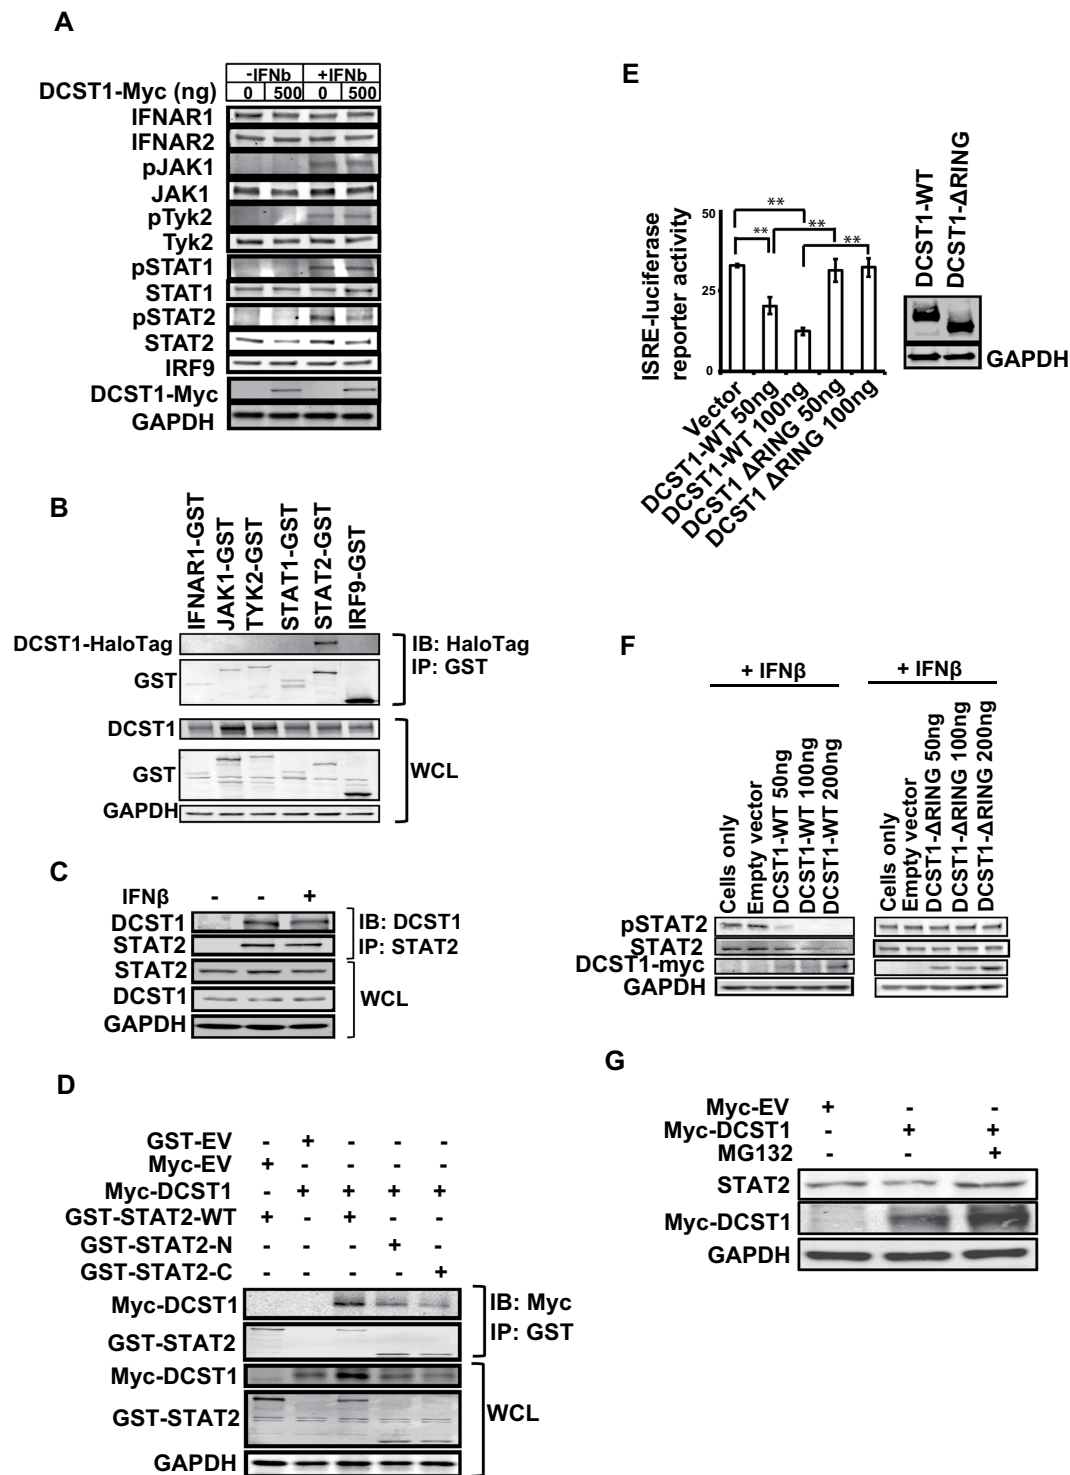 A
-IFNb +IFNb
DCST1-Myc (ng) 0 500 0 500
IFNAR1
IFNAR2
pJAK1
JAK1
pTyk2
Tyk2
pSTAT1
STAT1
pSTAT2
STAT2
IRF9
DCST1-Myc
GAPDH
B
IFNAR1-GST
JAK1-GST
TYK2-GST
STAT1-GST
STAT2-GST
IRF9-GST
DCST1-HaloTag
IB: HaloTag
GST
IP: GST
DCST1
GST
WCL
GAPDH
C
IFNβ - - +
DCST1
IB: DCST1
STAT2
IP: STAT2
STAT2
DCST1
WCL
GAPDH
D
GST-EV - + - - -
Myc-EV + - - - -
Myc-DCST1 - + + + +
GST-STAT2-WT + - + - -
GST-STAT2-N - - - + -
GST-STAT2-C - - - - +
Myc-DCST1
IB: Myc
GST-STAT2
IP: GST
Myc-DCST1
GST-STAT2
WCL
GAPDH
E
ISRE-luciferase
reporter activity
50
25
0
** ** ** **
Vector
DCST1-WT 50ng
DCST1-WT 100ng
DCST1 ΔRING 50ng
DCST1 ΔRING 100ng
DCST1-WT
DCST1-ΔRING
GAPDH
F
+ IFNβ
+ IFNβ
Cells only
Empty vector
DCST1-WT 50ng
DCST1-WT 100ng
DCST1-WT 200ng
Cells only
Empty vector
DCST1-ΔRING 50ng
DCST1-ΔRING 100ng
DCST1-ΔRING 200ng
pSTAT2
STAT2
DCST1-myc
GAPDH
G
Myc-EV + - -
Myc-DCST1 - + +
MG132 - - +
STAT2
Myc-DCST1
GAPDH